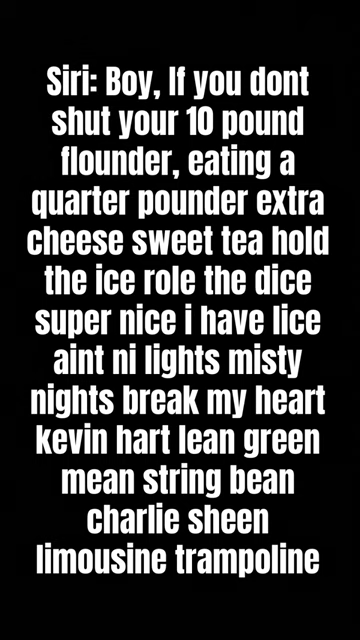 Siri: Boy, If you dont
shut your 10 pound
flounder, eating a
quarter pounder extra
cheese sweet tea hold
the ice role the dice
super nice i have lice
aint ni lights misty
nights break my heart
kevin hart lean green
mean string bean
charlie sheen
limousine trampoline